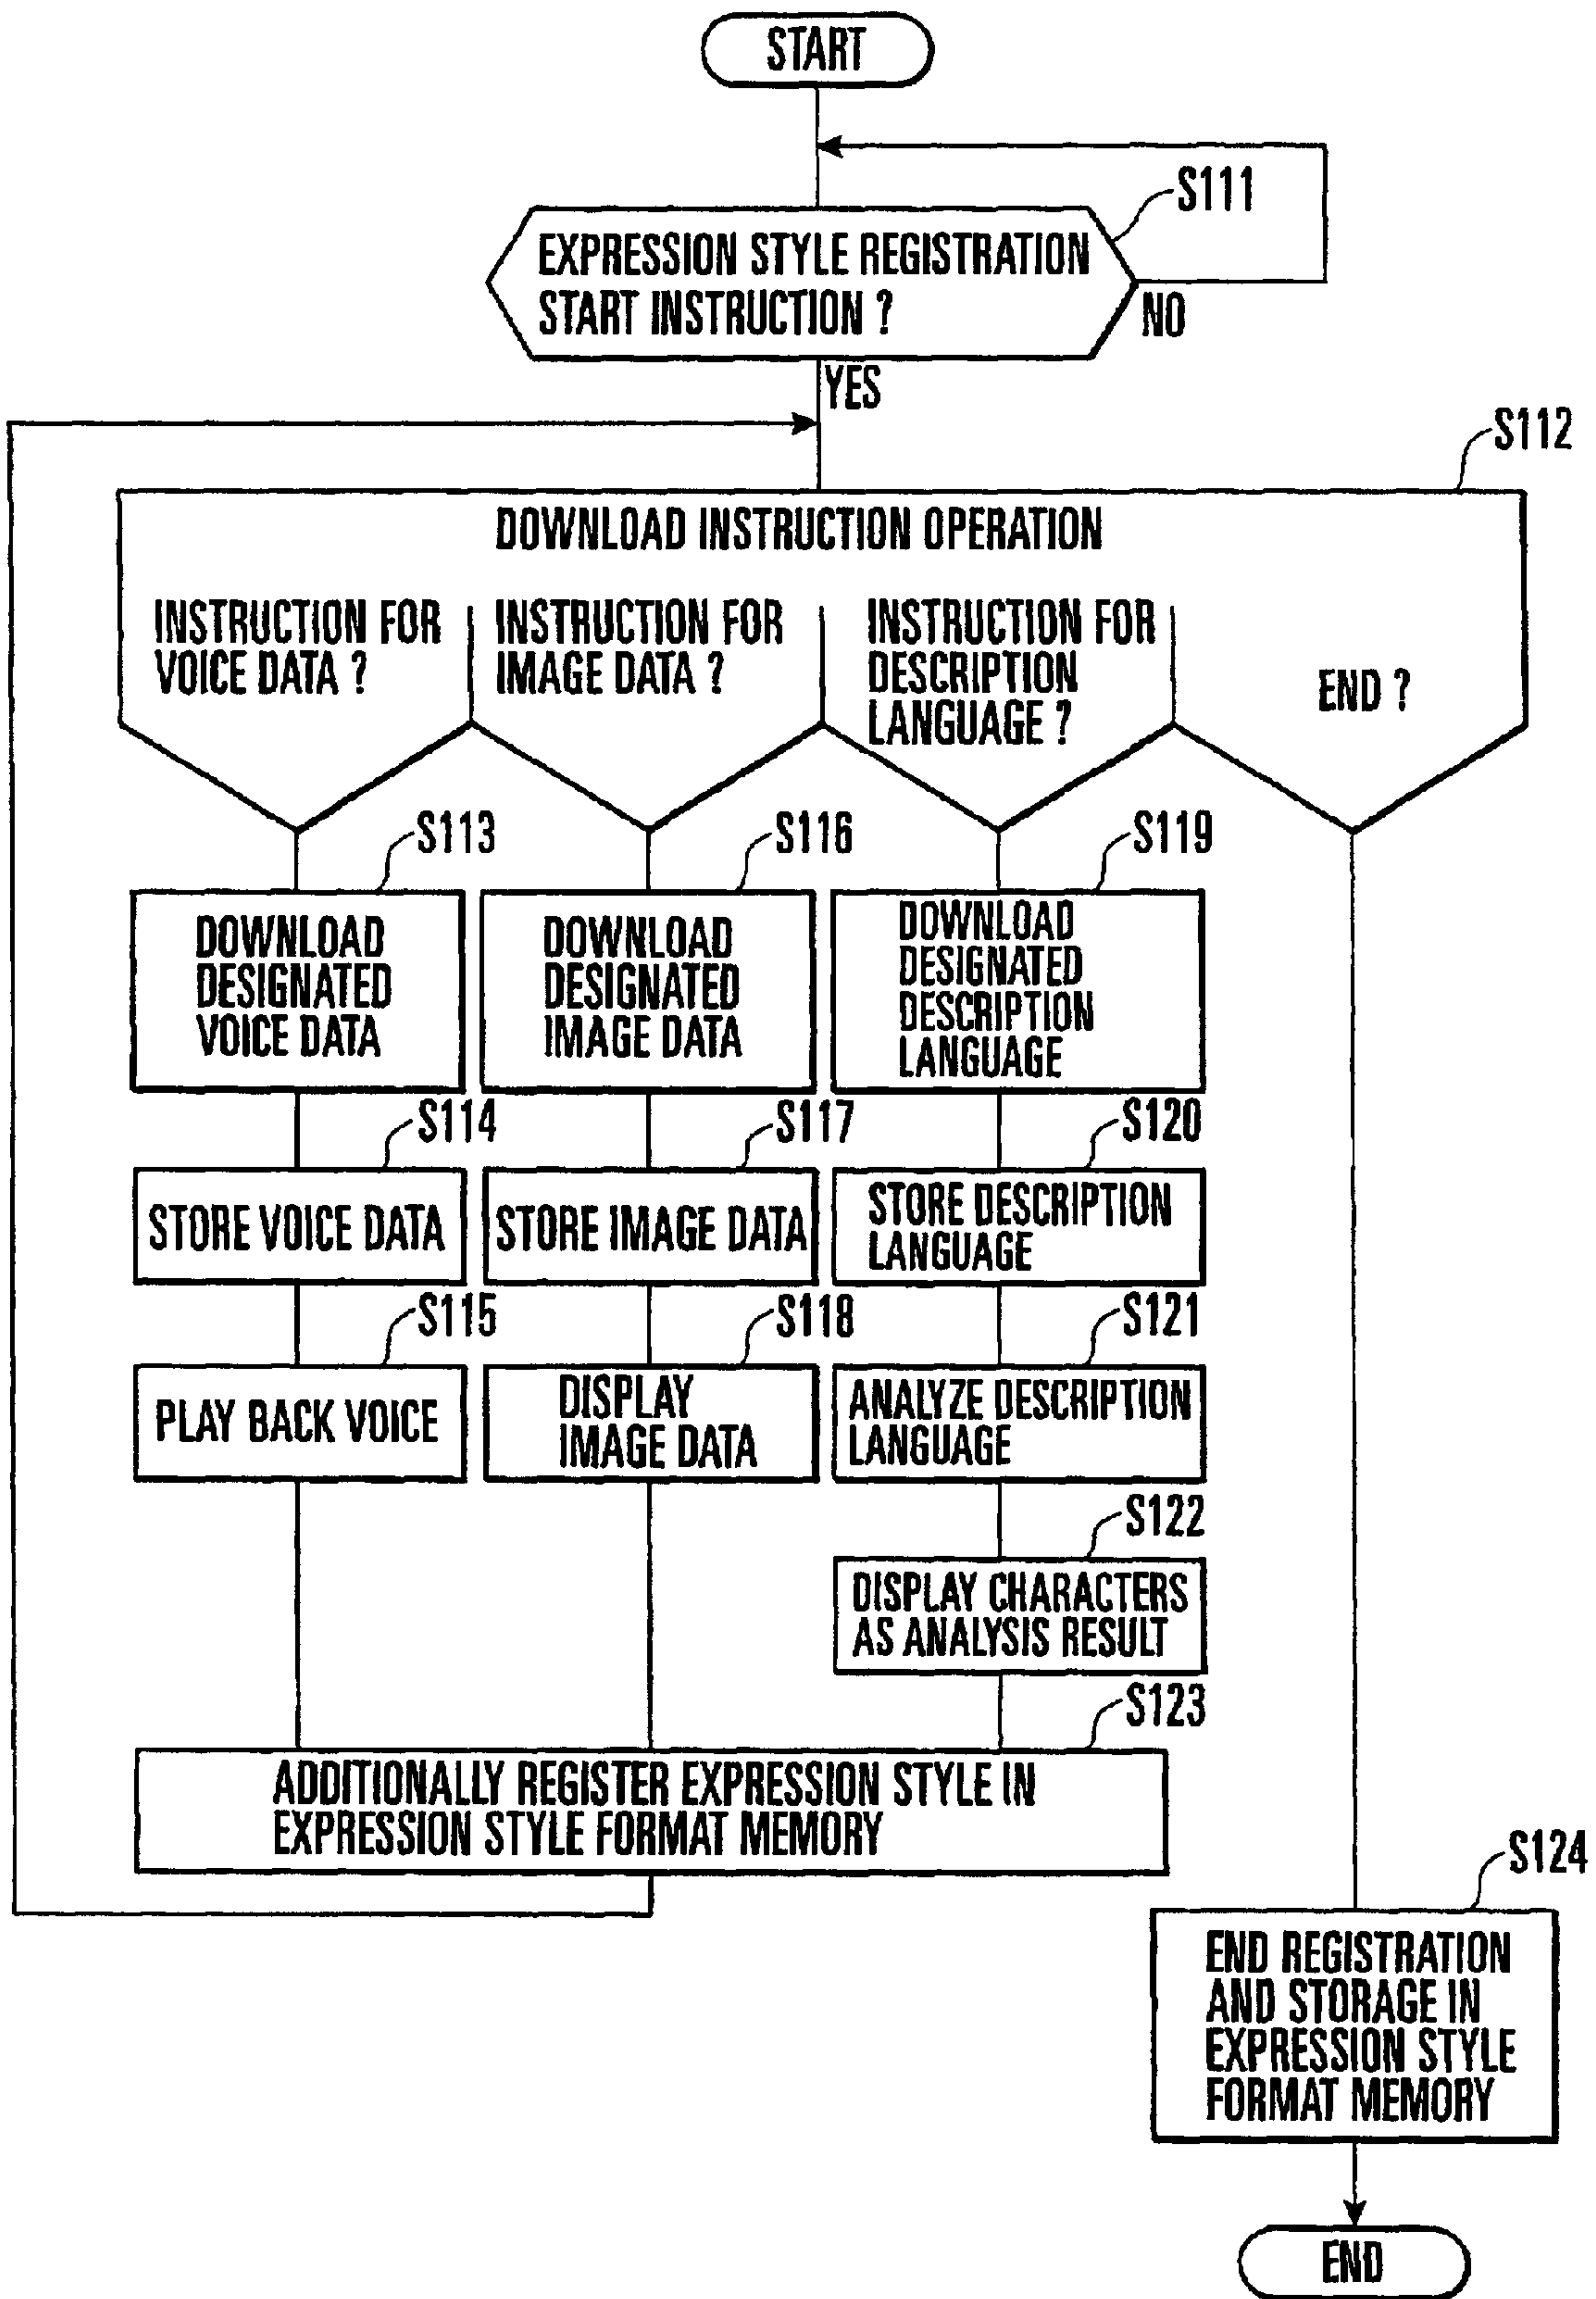 START
S111
EXPRESSION STYLE REGISTRATION
START INSTRUCTION ?
NO
YES
S112
DOWNLOAD INSTRUCTION OPERATION
INSTRUCTION FOR
VOICE DATA ?
INSTRUCTION FOR
IMAGE DATA ?
INSTRUCTION FOR
DESCRIPTION
LANGUAGE ?
END ?
S113
DOWNLOAD
DESIGNATED
VOICE DATA
S116
DOWNLOAD
DESIGNATED
IMAGE DATA
S119
DOWNLOAD
DESIGNATED
DESCRIPTION
LANGUAGE
S114
STORE VOICE DATA
S117
STORE IMAGE DATA
S120
STORE DESCRIPTION
LANGUAGE
S115
PLAY BACK VOICE
S118
DISPLAY
IMAGE DATA
S121
ANALYZE DESCRIPTION
LANGUAGE
S122
DISPLAY CHARACTERS
AS ANALYSIS RESULT
S123
ADDITIONALLY REGISTER EXPRESSION STYLE IN
EXPRESSION STYLE FORMAT MEMORY
S124
END REGISTRATION
AND STORAGE IN
EXPRESSION STYLE
FORMAT MEMORY
END